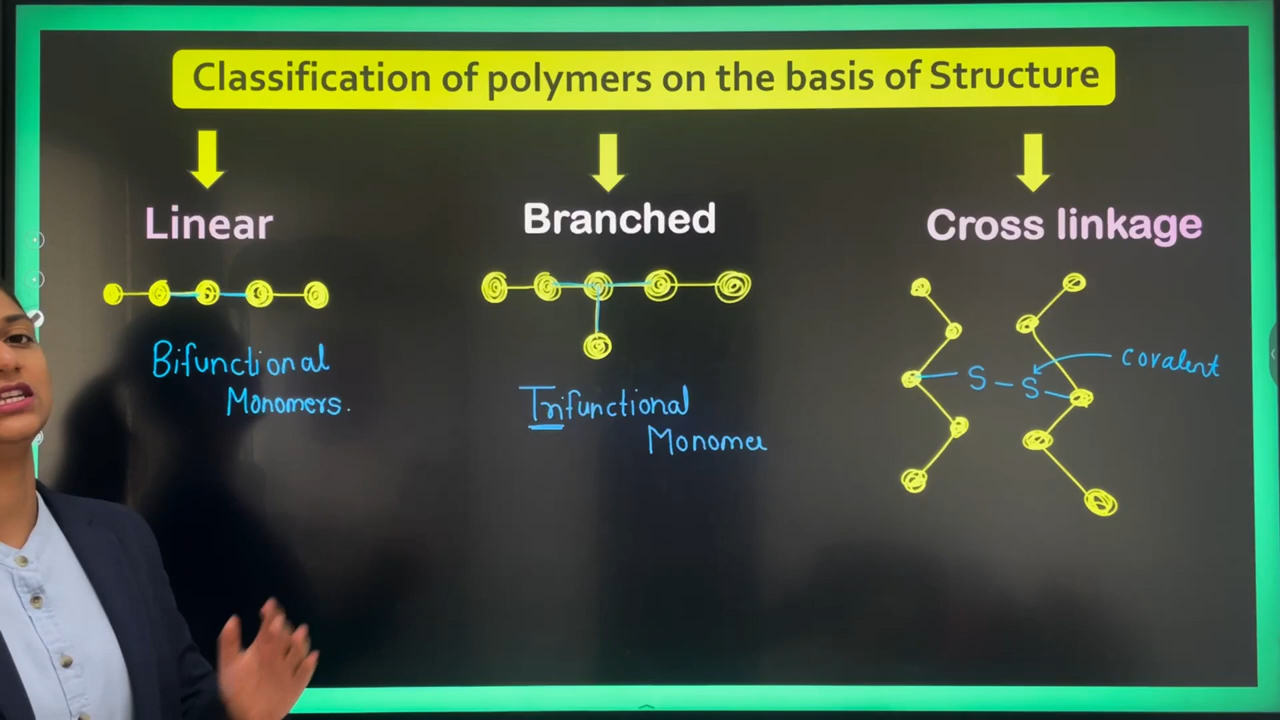 Classification of polymers on the basis of Structure
Linear
Branched
Cross linkage
Bifunctional
Monomers.
Trifunctional
Monomer
S-S
covalent